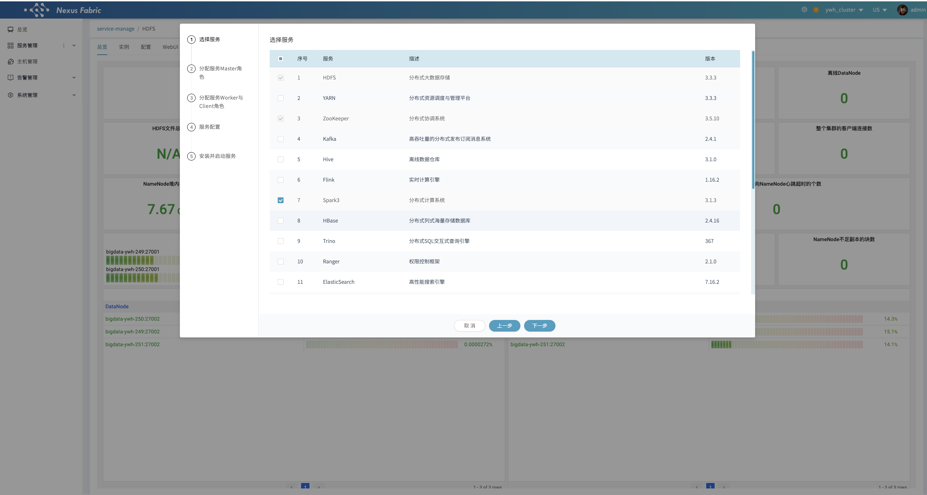 Nexus Fabric
ywk_cluster
US
admin
总览
服务管理
主机管理
告警管理
系统管理
service-manage / HDFS
总览
实例
配置
WebUI
1 选择服务
2 分配服务Master角色
3 分配服务Worker与Client角色
4 服务配置
5 安装并启动服务
选择服务
序号 服务 描述 版本
1 HDFS 分布式大数据存储 3.3.3
2 YARN 分布式资源调度与管理平台 3.3.3
3 ZooKeeper 分布式协调系统 3.5.10
4 Kafka 高吞吐量的分布式发布订阅消息系统 2.4.1
5 Hive 离线数据仓库 3.1.0
6 Flink 实时计算引擎 1.16.2
7 Spark3 分布式计算系统 3.1.3
8 HBase 分布式列式海量存储数据库 2.4.16
9 Trino 分布式SQL交互式查询引擎 367
10 Ranger 权限控制框架 2.1.0
11 ElasticSearch 高性能搜索引擎 7.16.2
取 消
上一步
下一步
离线DataNode
0
HDFS文件总
N/A
整个集群的客户端连接数
0
NameNode堆内
7.67
NameNode心跳超时的个数
0
NameNode不足副本的块数
0
bigdata-ywh-249:27001
bigdata-ywh-250:27001
DataNode
bigdata-ywh-250:27002
14.3%
bigdata-ywh-249:27002
15.1%
bigdata-ywh-251:27002
0.0000272%
bigdata-ywh-251:27002
14.1%
1
1 - 3 of 3 rows
1
1 - 3 of 3 rows